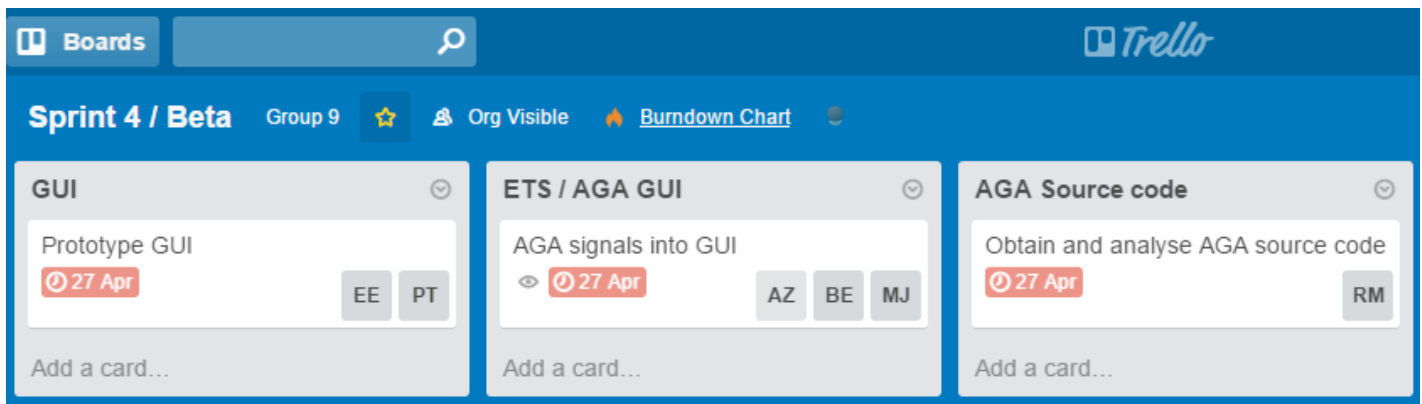 Boards
Trello
Sprint 4 / Beta Group 9 Org Visible Burndown Chart
GUI
Prototype GUI
27 Apr
EE PT
Add a card...
ETS / AGA GUI
AGA signals into GUI
27 Apr
AZ BE MJ
Add a card...
AGA Source code
Obtain and analyse AGA source code
27 Apr
RM
Add a card...